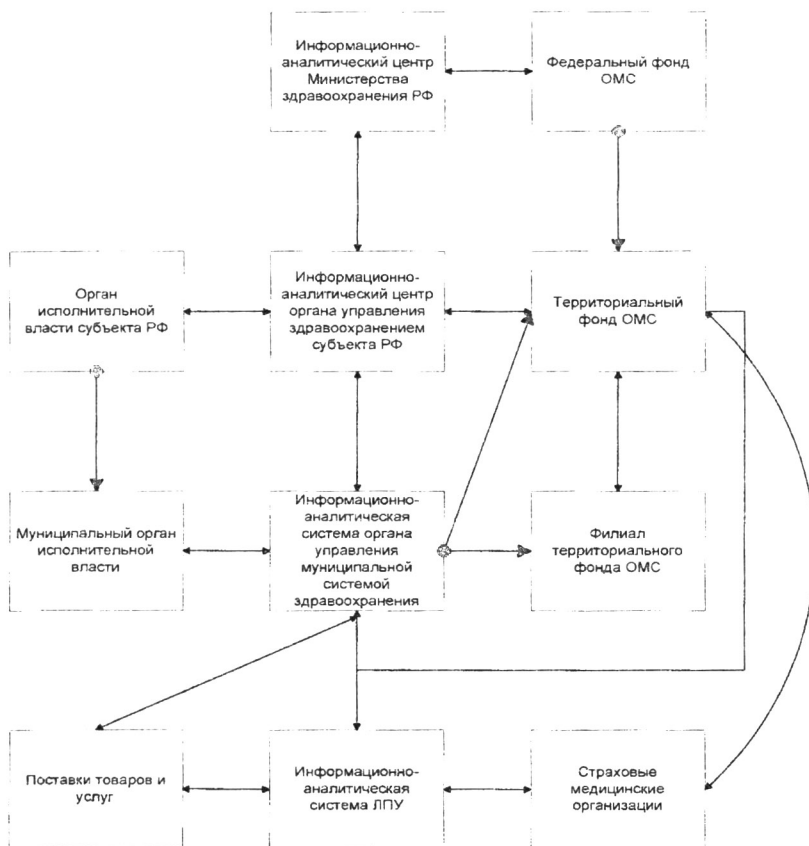 Информационно-
аналитический центр
Министерства
здравоохранения РФ
Федеральный фонд
ОМС
Орган
исполнительной
власти субъекта РФ
Информационно-
аналитический центр
органа управления
здравоохранением
субъекта РФ
Территориальный
фонд ОМС
Муниципальный орган
исполнительной
власти
Информационно-
аналитическая
система органа
управления
муниципальной
системой
здравоохранения
Филиал
территориального
фонда ОМС
Поставки товаров и
услуг
Информационно-
аналитическая
система ЛПУ
Страховые
медицинские
организации